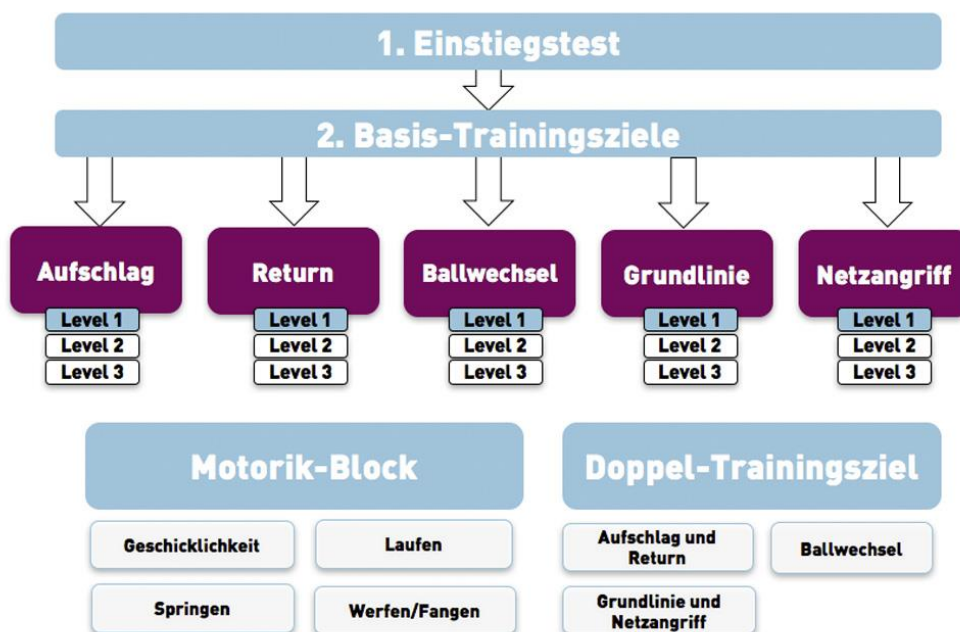 1. Einstiegstest
2. Basis-Trainingsziele
Aufschlag
Return
Ballwechsel
Grundlinie
Netzangriff
Level 1
Level 1
Level 1
Level 1
Level 1
Level 2
Level 2
Level 2
Level 2
Level 2
Level 3
Level 3
Level 3
Level 3
Level 3
Motorik-Block
Geschicklichkeit
Laufen
Springen
Werfen/Fangen
Doppel-Trainingsziel
Aufschlag und
Return
Ballwechsel
Grundlinie und
Netzangriff